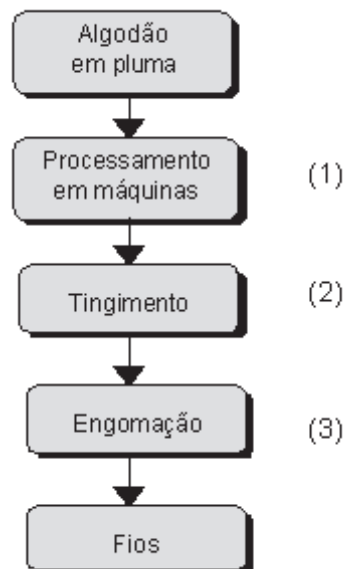 Algodão
em pluma
Processamento
em máquinas
(1)
Tingimento
(2)
Engomação
(3)
Fios